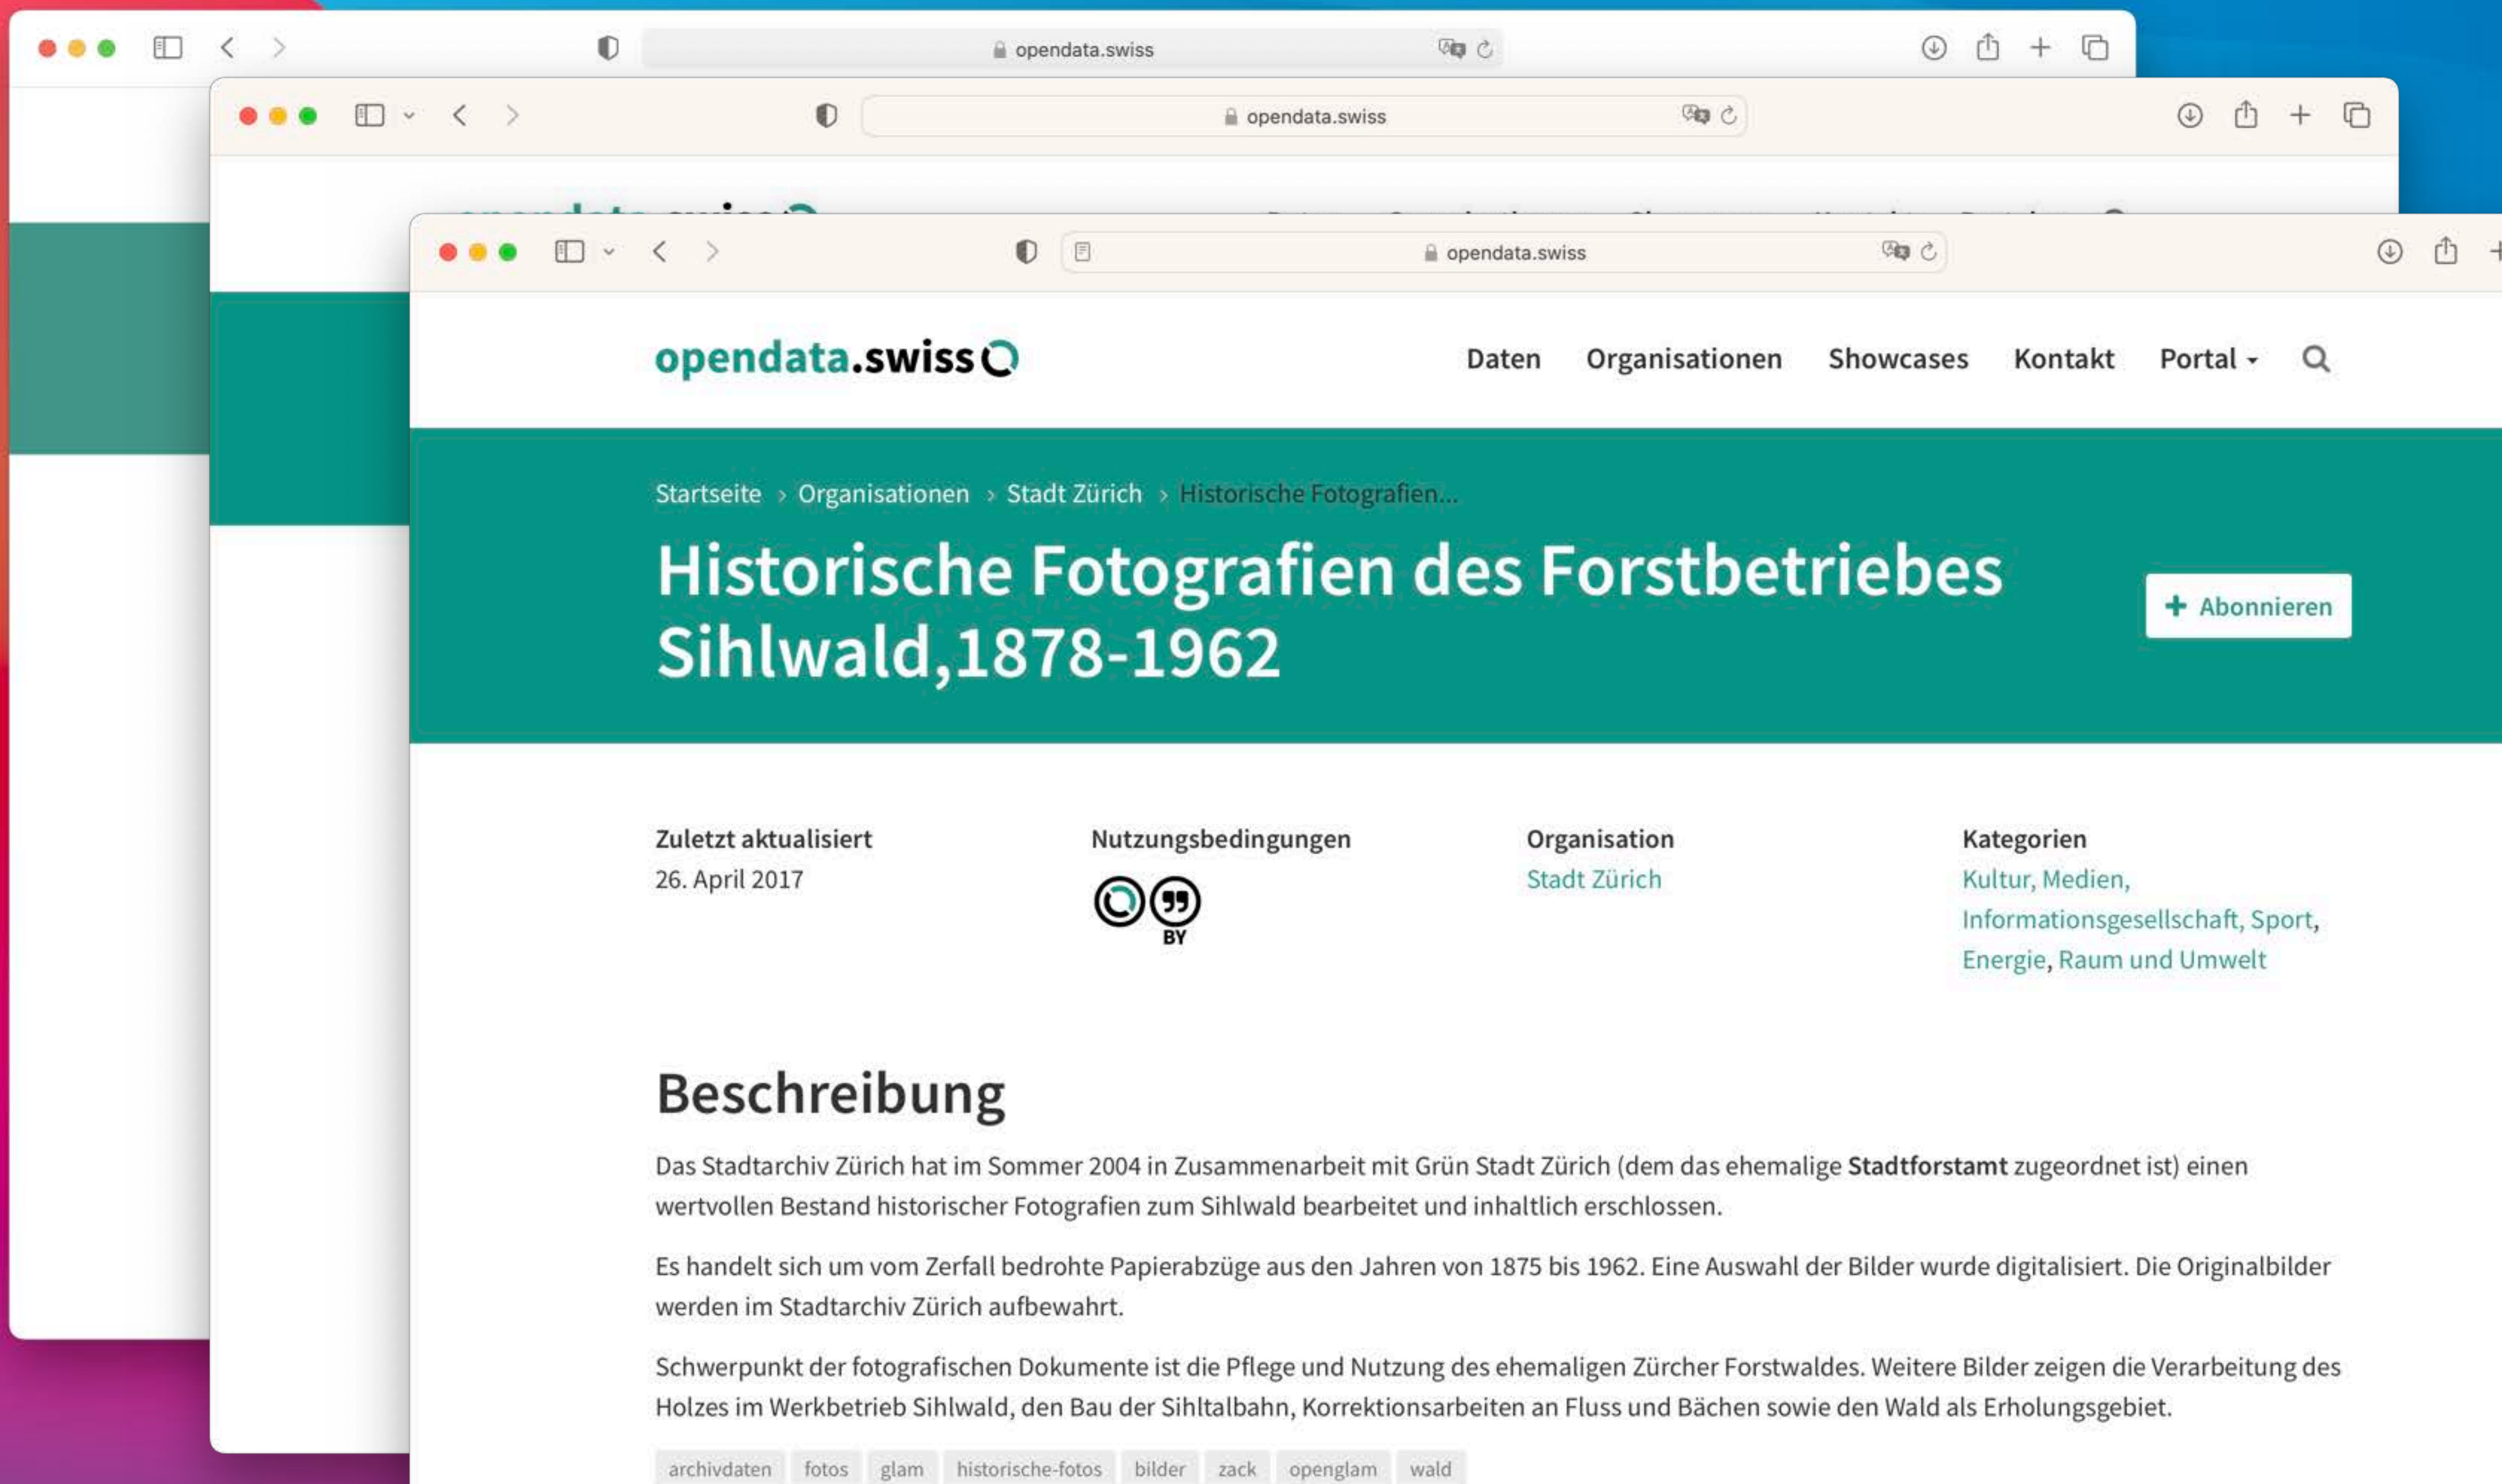 opendata.swiss
opendata.swiss
opendata.swiss
opendata.swiss
Daten Organisationen Showcases Kontakt Portal
Startseite > Organisationen > Stadt Zürich > Historische Fotografien...
Historische Fotografien des Forstbetriebes
Sihlwald,1878-1962
+ Abonnieren
Zuletzt aktualisiert
26. April 2017
Nutzungsbedingungen
BY
Organisation
Stadt Zürich
Kategorien
Kultur, Medien,
Informationsgesellschaft, Sport,
Energie, Raum und Umwelt
Beschreibung
Das Stadtarchiv Zürich hat im Sommer 2004 in Zusammenarbeit mit Grün Stadt Zürich (dem das ehemalige Stadtforstamt zugeordnet ist) einen
wertvollen Bestand historischer Fotografien zum Sihlwald bearbeitet und inhaltlich erschlossen.
Es handelt sich um vom Zerfall bedrohte Papierabzüge aus den Jahren von 1875 bis 1962. Eine Auswahl der Bilder wurde digitalisiert. Die Originalbilder
werden im Stadtarchiv Zürich aufbewahrt.
Schwerpunkt der fotografischen Dokumente ist die Pflege und Nutzung des ehemaligen Zürcher Forstwaldes. Weitere Bilder zeigen die Verarbeitung des
Holzes im Werkbetrieb Sihlwald, den Bau der Sihltalbahn, Korrektionsarbeiten an Fluss und Bächen sowie den Wald als Erholungsgebiet.
archivdaten fotos glam historische-fotos bilder zack openglam wald